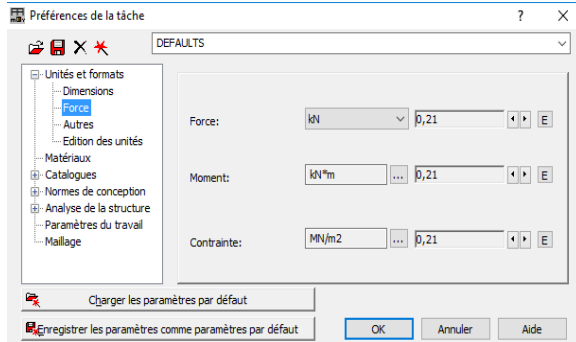 Préférences de la tâche
?
X
DEFAULTS
Unités et formats
Dimensions
Force
Autres
Edition des unités
Matériaux
Catalogues
Normes de conception
Analyse de la structure
Paramètres du travail
Maillage
Force:
kN
0,21
E
Moment:
kN*m
...
0,21
E
Contrainte:
MN/m2
...
0,21
E
Charger les paramètres par défaut
Enregistrer les paramètres comme paramètres par défaut
OK
Annuler
Aide